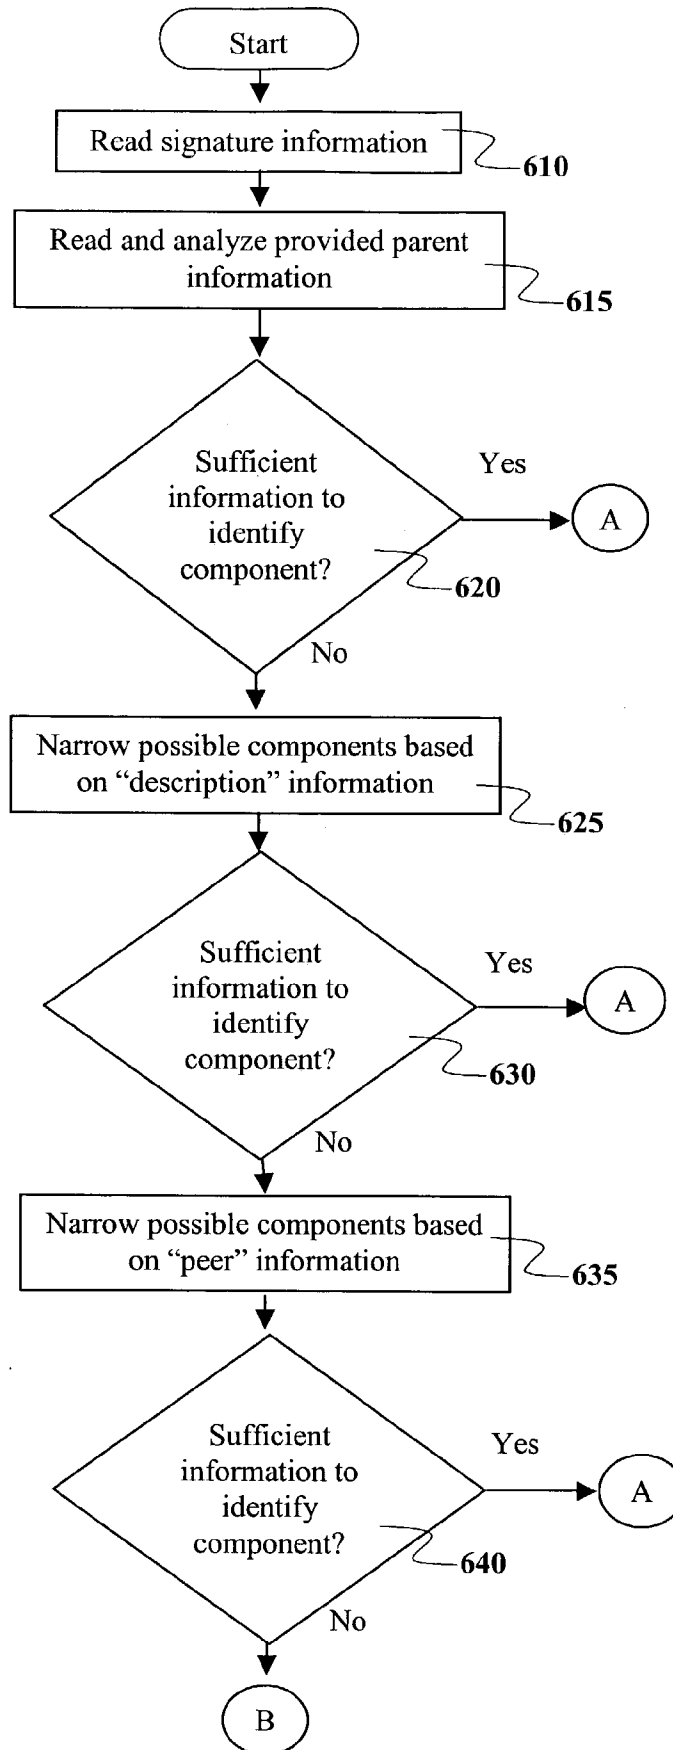 Start
Read signature information
610
Read and analyze provided parent
information
615
Sufficient
information to
identify
component?
Yes
A
620
No
Narrow possible components based
on “description” information
625
Sufficient
information to
identify
component?
Yes
A
630
No
Narrow possible components based
on “peer” information
635
Sufficient
information to
identify
component?
Yes
A
640
No
B